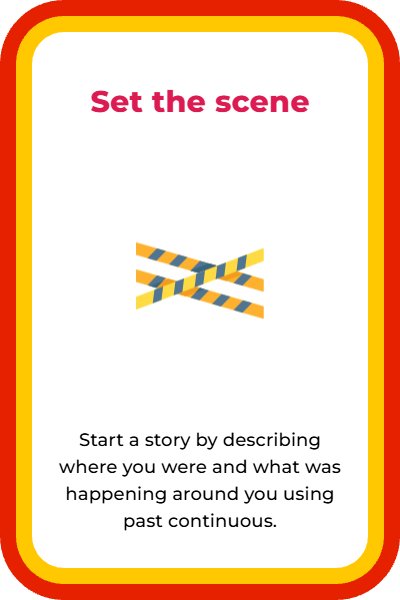 Set the scene
Start a story by describing
where you were and what was
happening around you using
past continuous.